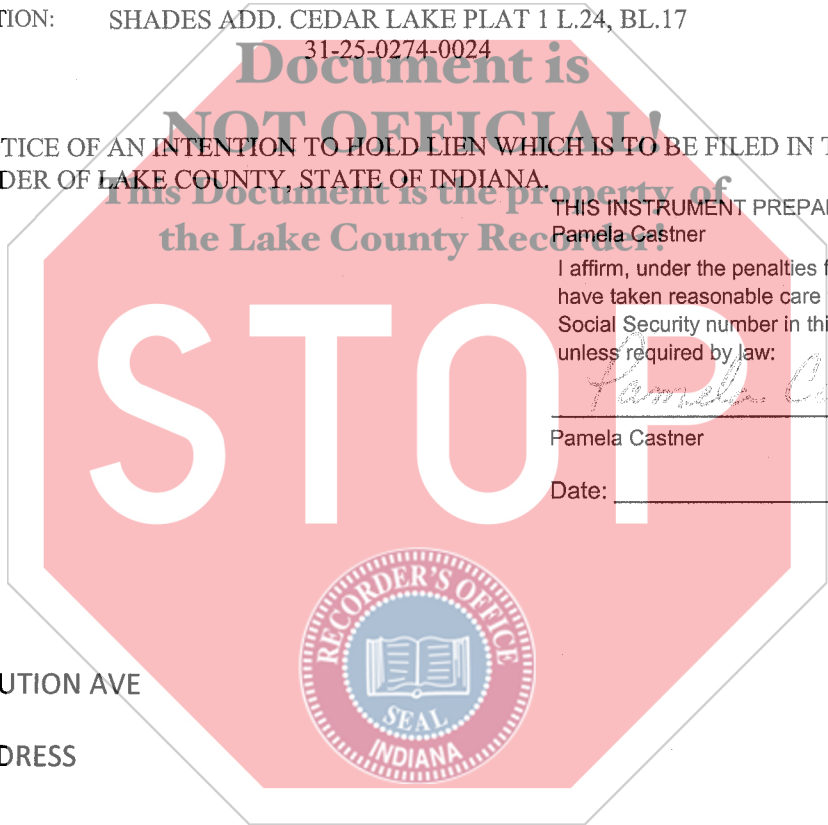 TION: SHADES ADD. CEDAR LAKE PLAT 1 L.24, BL.17
31-25-0274-0024
Document is
NOT OFFICIAL!
TICE OF AN INTENTION TO HOLD LIEN WHICH IS TO BE FILED IN T
DER OF LAKE COUNTY, STATE OF INDIANA.
This Document is the property of
the Lake County Recorder!
THIS INSTRUMENT PREPAR
Pamela Castner
I affirm, under the penalties f
have taken reasonable care
Social Security number in thi
unless required by law:
Pamela C
Pamela Castner
Date:
STOP
RECORDER'S OFFICE
SEAL
INDIANA
UTION AVE
DRESS